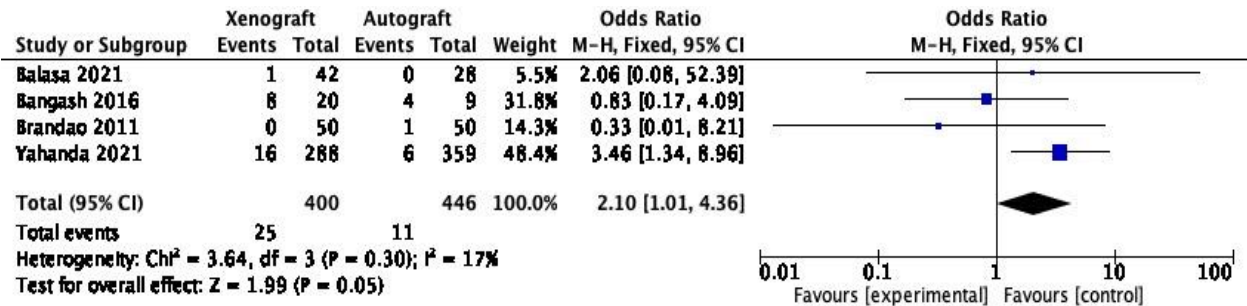 Xenograft Autograft Odds Ratio Odds Ratio
Study or Subgroup Events Total Events Total Weight M-H, Fixed, 95% CI M-H, Fixed, 95% CI
Balasa 2021 1 42 0 28 5.5% 2.06 [0.08, 52.39]
Bangash 2016 8 20 4 9 31.8% 0.83 [0.17, 4.09]
Brandao 2011 0 50 1 50 14.3% 0.33 [0.01, 8.21]
Yahanda 2021 16 288 6 359 48.4% 3.46 [1.34, 8.96]
Total (95% CI) 400 446 100.0% 2.10 [1.01, 4.36]
Total events 25 11
Heterogeneity: Chi² = 3.64, df = 3 (P = 0.30); I² = 17%
Test for overall effect: Z = 1.99 (P = 0.05)
0.01 0.1 1 10 100
Favours [experimental] Favours [control]